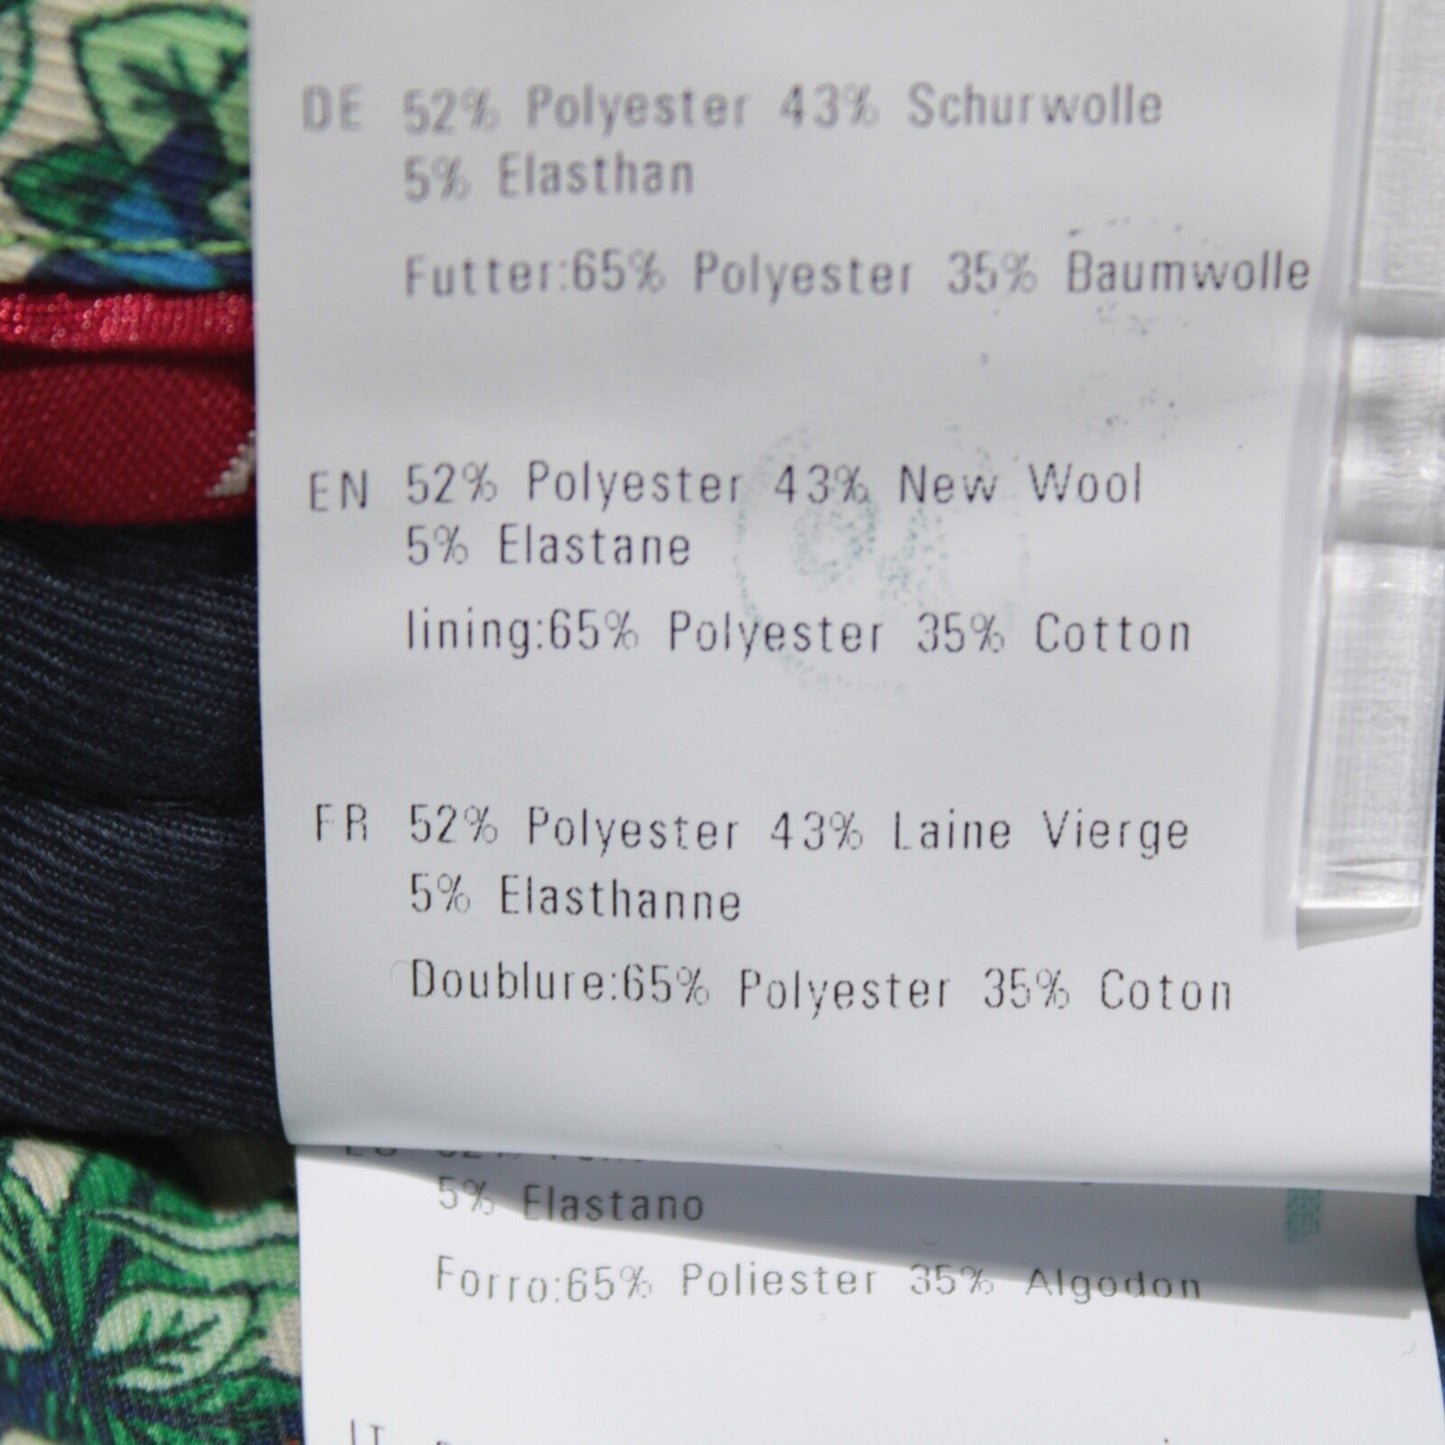 DE 52% Polyester 43% Schurwolle
5% Elasthan
Futter:65% Polyester 35% Baumwolle
EN 52% Polyester 43% New Wool
5% Elastane
lining:65% Polyester 35% Cotton
FR 52% Polyester 43% Laine Vierge
5% Elasthanne
Doublure:65% Polyester 35% Coton
5% Elastano
Forro:65% Poliester 35% Algodon
IT